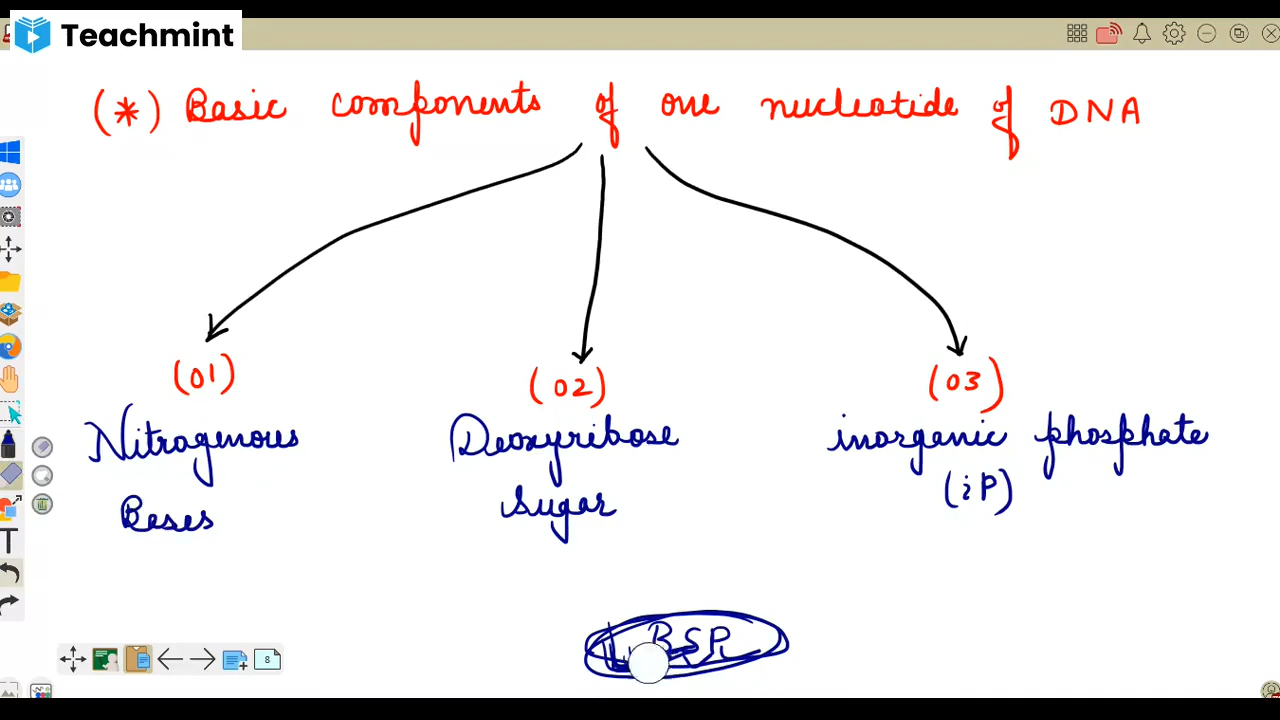 Teachmint
(*) Basic components of one nucleotide of DNA
(01)
Nitrogenous
Bases
(02)
Deoxyribose
sugar
(03)
inorganic phosphate
(iP)
BSP
8